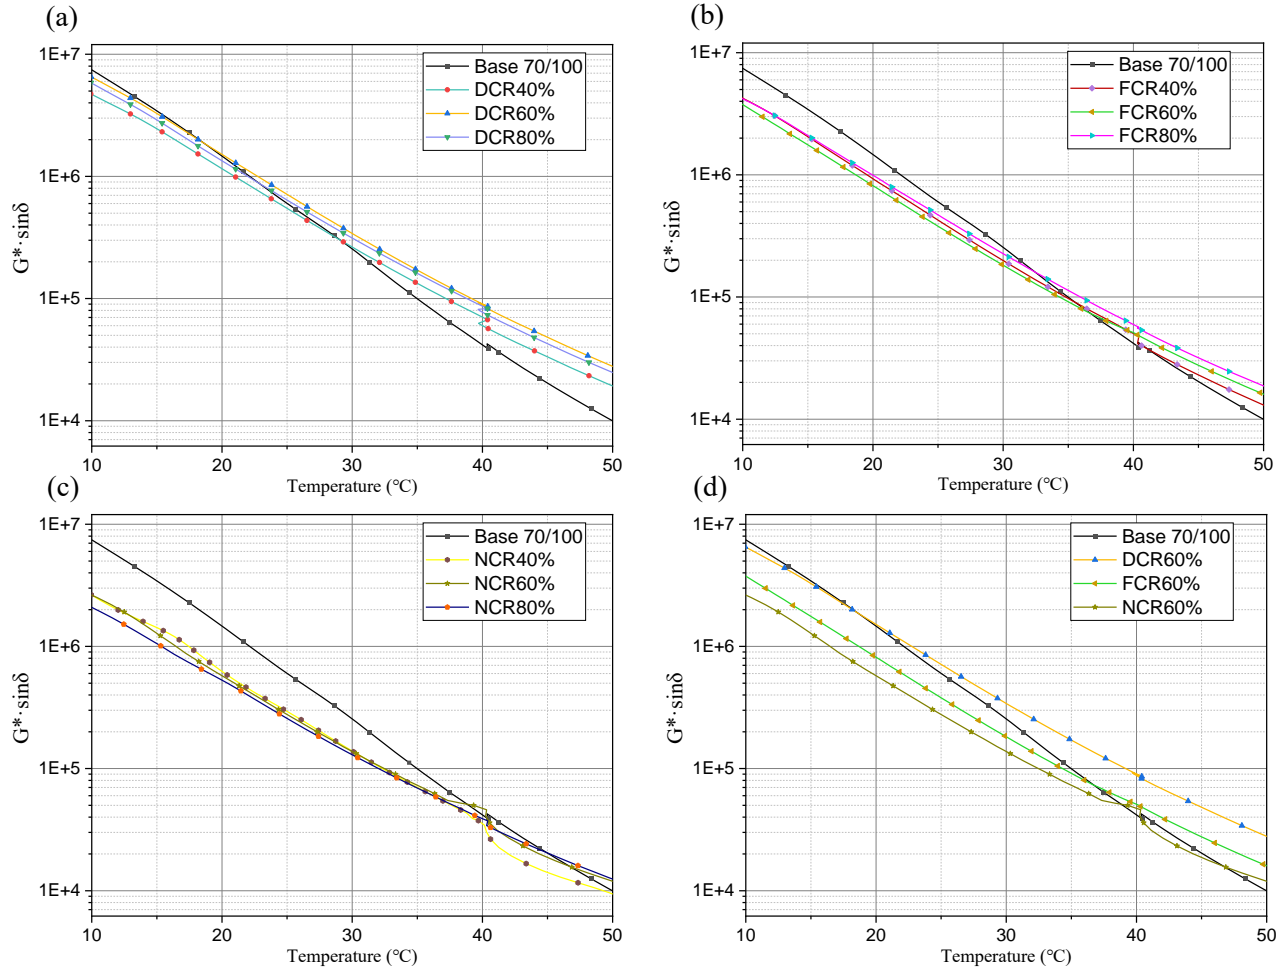 (a)
1E+7
1E+6
1E+5
1E+4
G*·sinδ
Base 70/100
DCR40%
DCR60%
DCR80%
10 20 30 40 50
Temperature (℃)
(b)
1E+7
1E+6
1E+5
1E+4
G*·sinδ
Base 70/100
FCR40%
FCR60%
FCR80%
10 20 30 40 50
Temperature (℃)
(c)
1E+7
1E+6
1E+5
1E+4
G*·sinδ
Base 70/100
NCR40%
NCR60%
NCR80%
10 20 30 40 50
Temperature (℃)
(d)
1E+7
1E+6
1E+5
1E+4
G*·sinδ
Base 70/100
DCR60%
FCR60%
NCR60%
10 20 30 40 50
Temperature (℃)